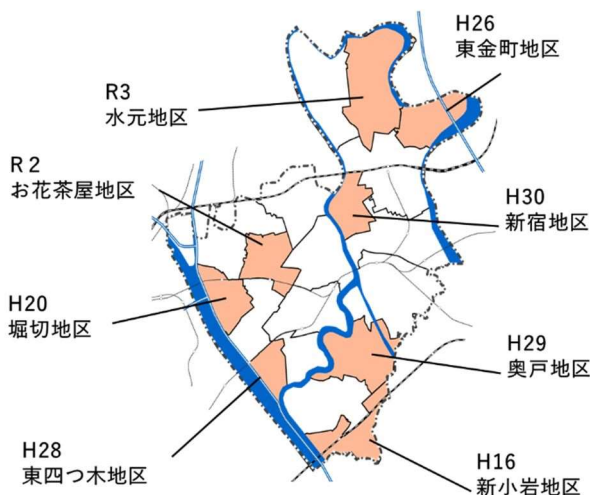 H26
東金町地区
R3
水元地区
R２
お花茶屋地区
H30
新宿地区
H20
堀切地区
H29
奥戸地区
H28
東四つ木地区
H16
新小岩地区